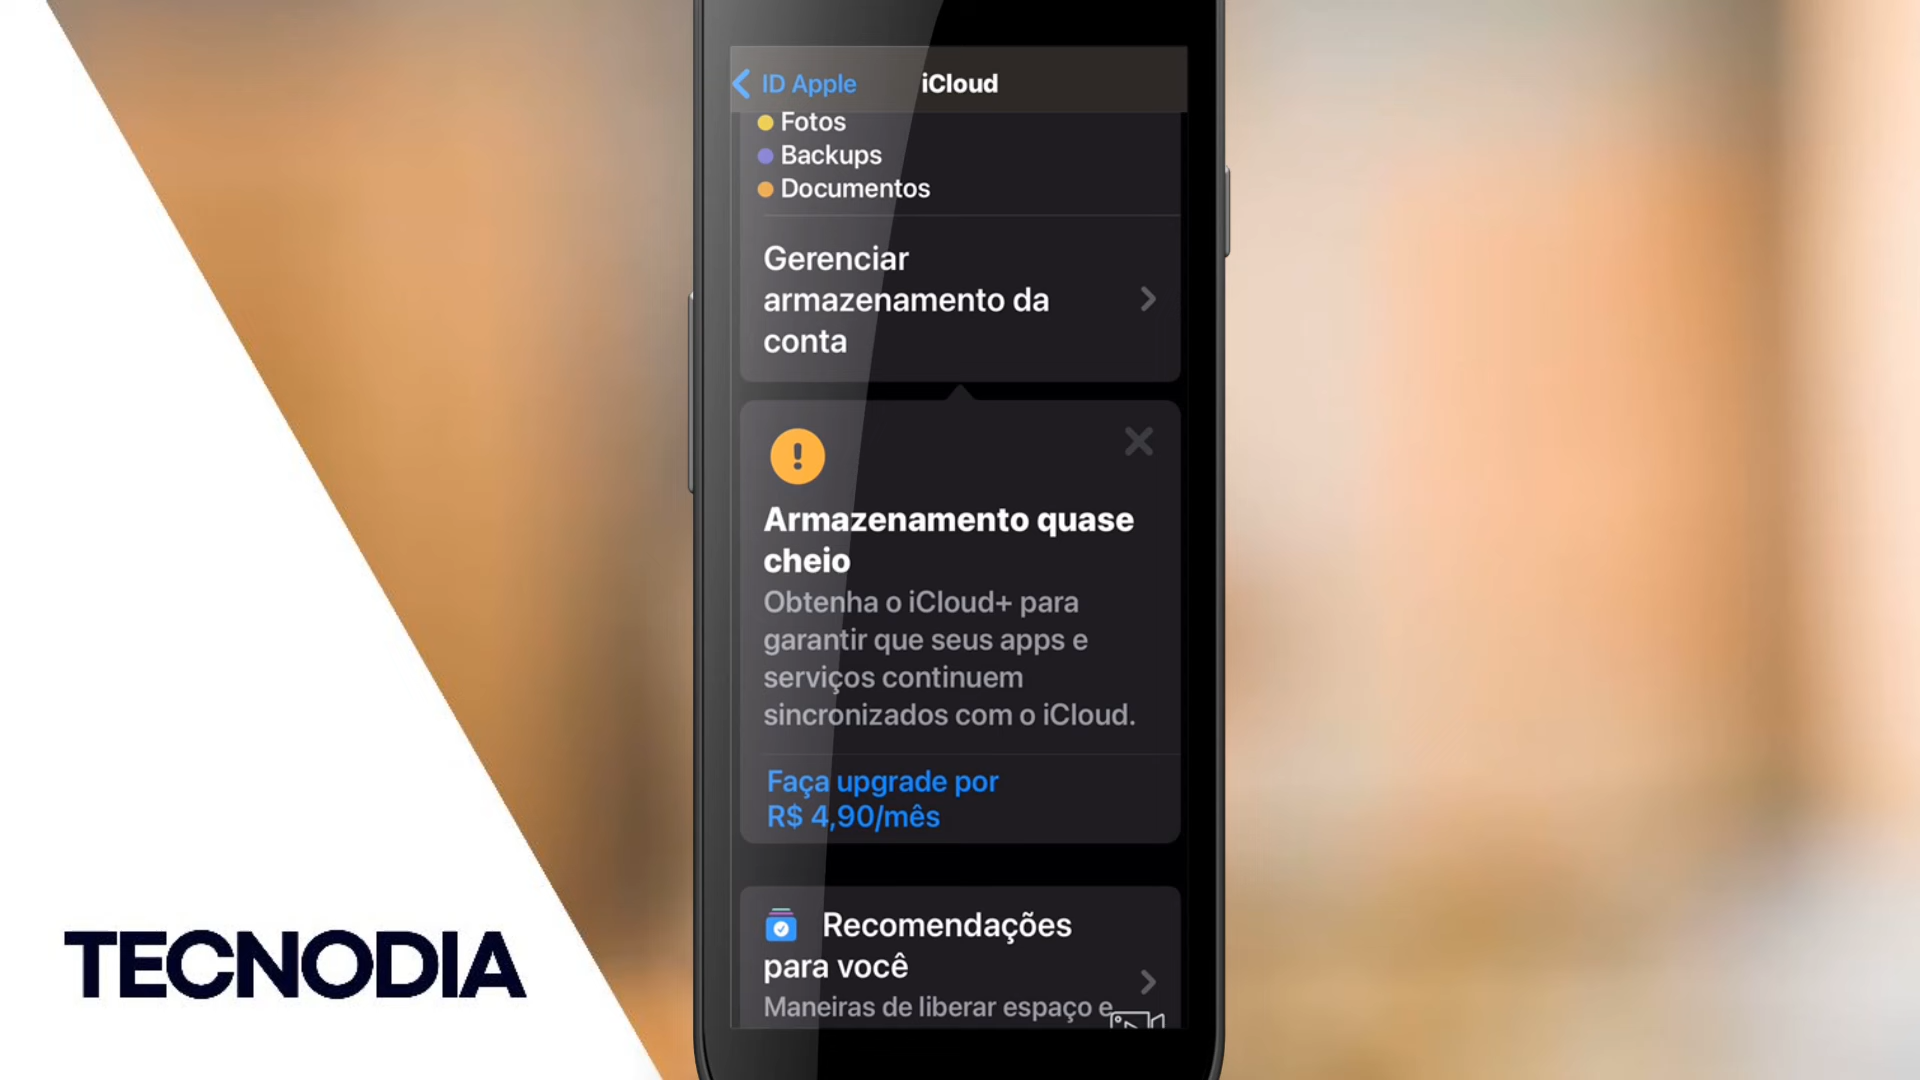 ID Apple
iCloud
Fotos
Backups
Documentos
Gerenciar
armazenamento da
conta
!
Armazenamento quase
cheio
Obtenha o iCloud+ para
garantir que seus apps e
serviços continuem
sincronizados com o iCloud.
Faça upgrade por
R$ 4,90/mês
Recomendações
para você
Maneiras de liberar espaço e
TECNODIA